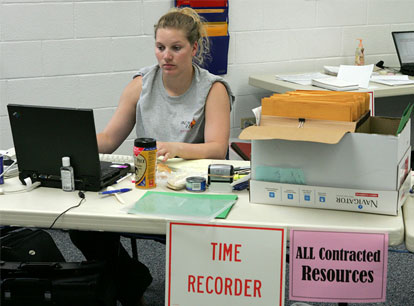 NAVIGATOR
TIME
RECORDER
ALL Contracted
Resources